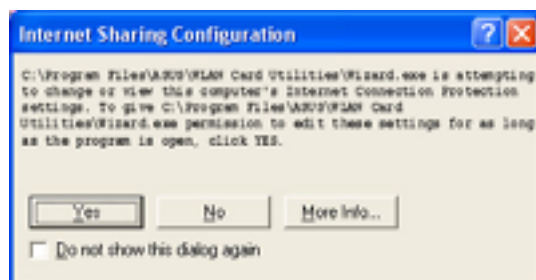 Internet Sharing Configuration
C:\Program Files\ASUS\WLAN Card Utilities\Wizard.exe is attempting
to change or view this computer's Internet Connection Protection
settings. To give C:\Program Files\ASUS\WLAN Card
Utilities\Wizard.exe permission to edit these settings for as long
as the program is open, click YES.
Yes No More Info...
Do not show this dialog again